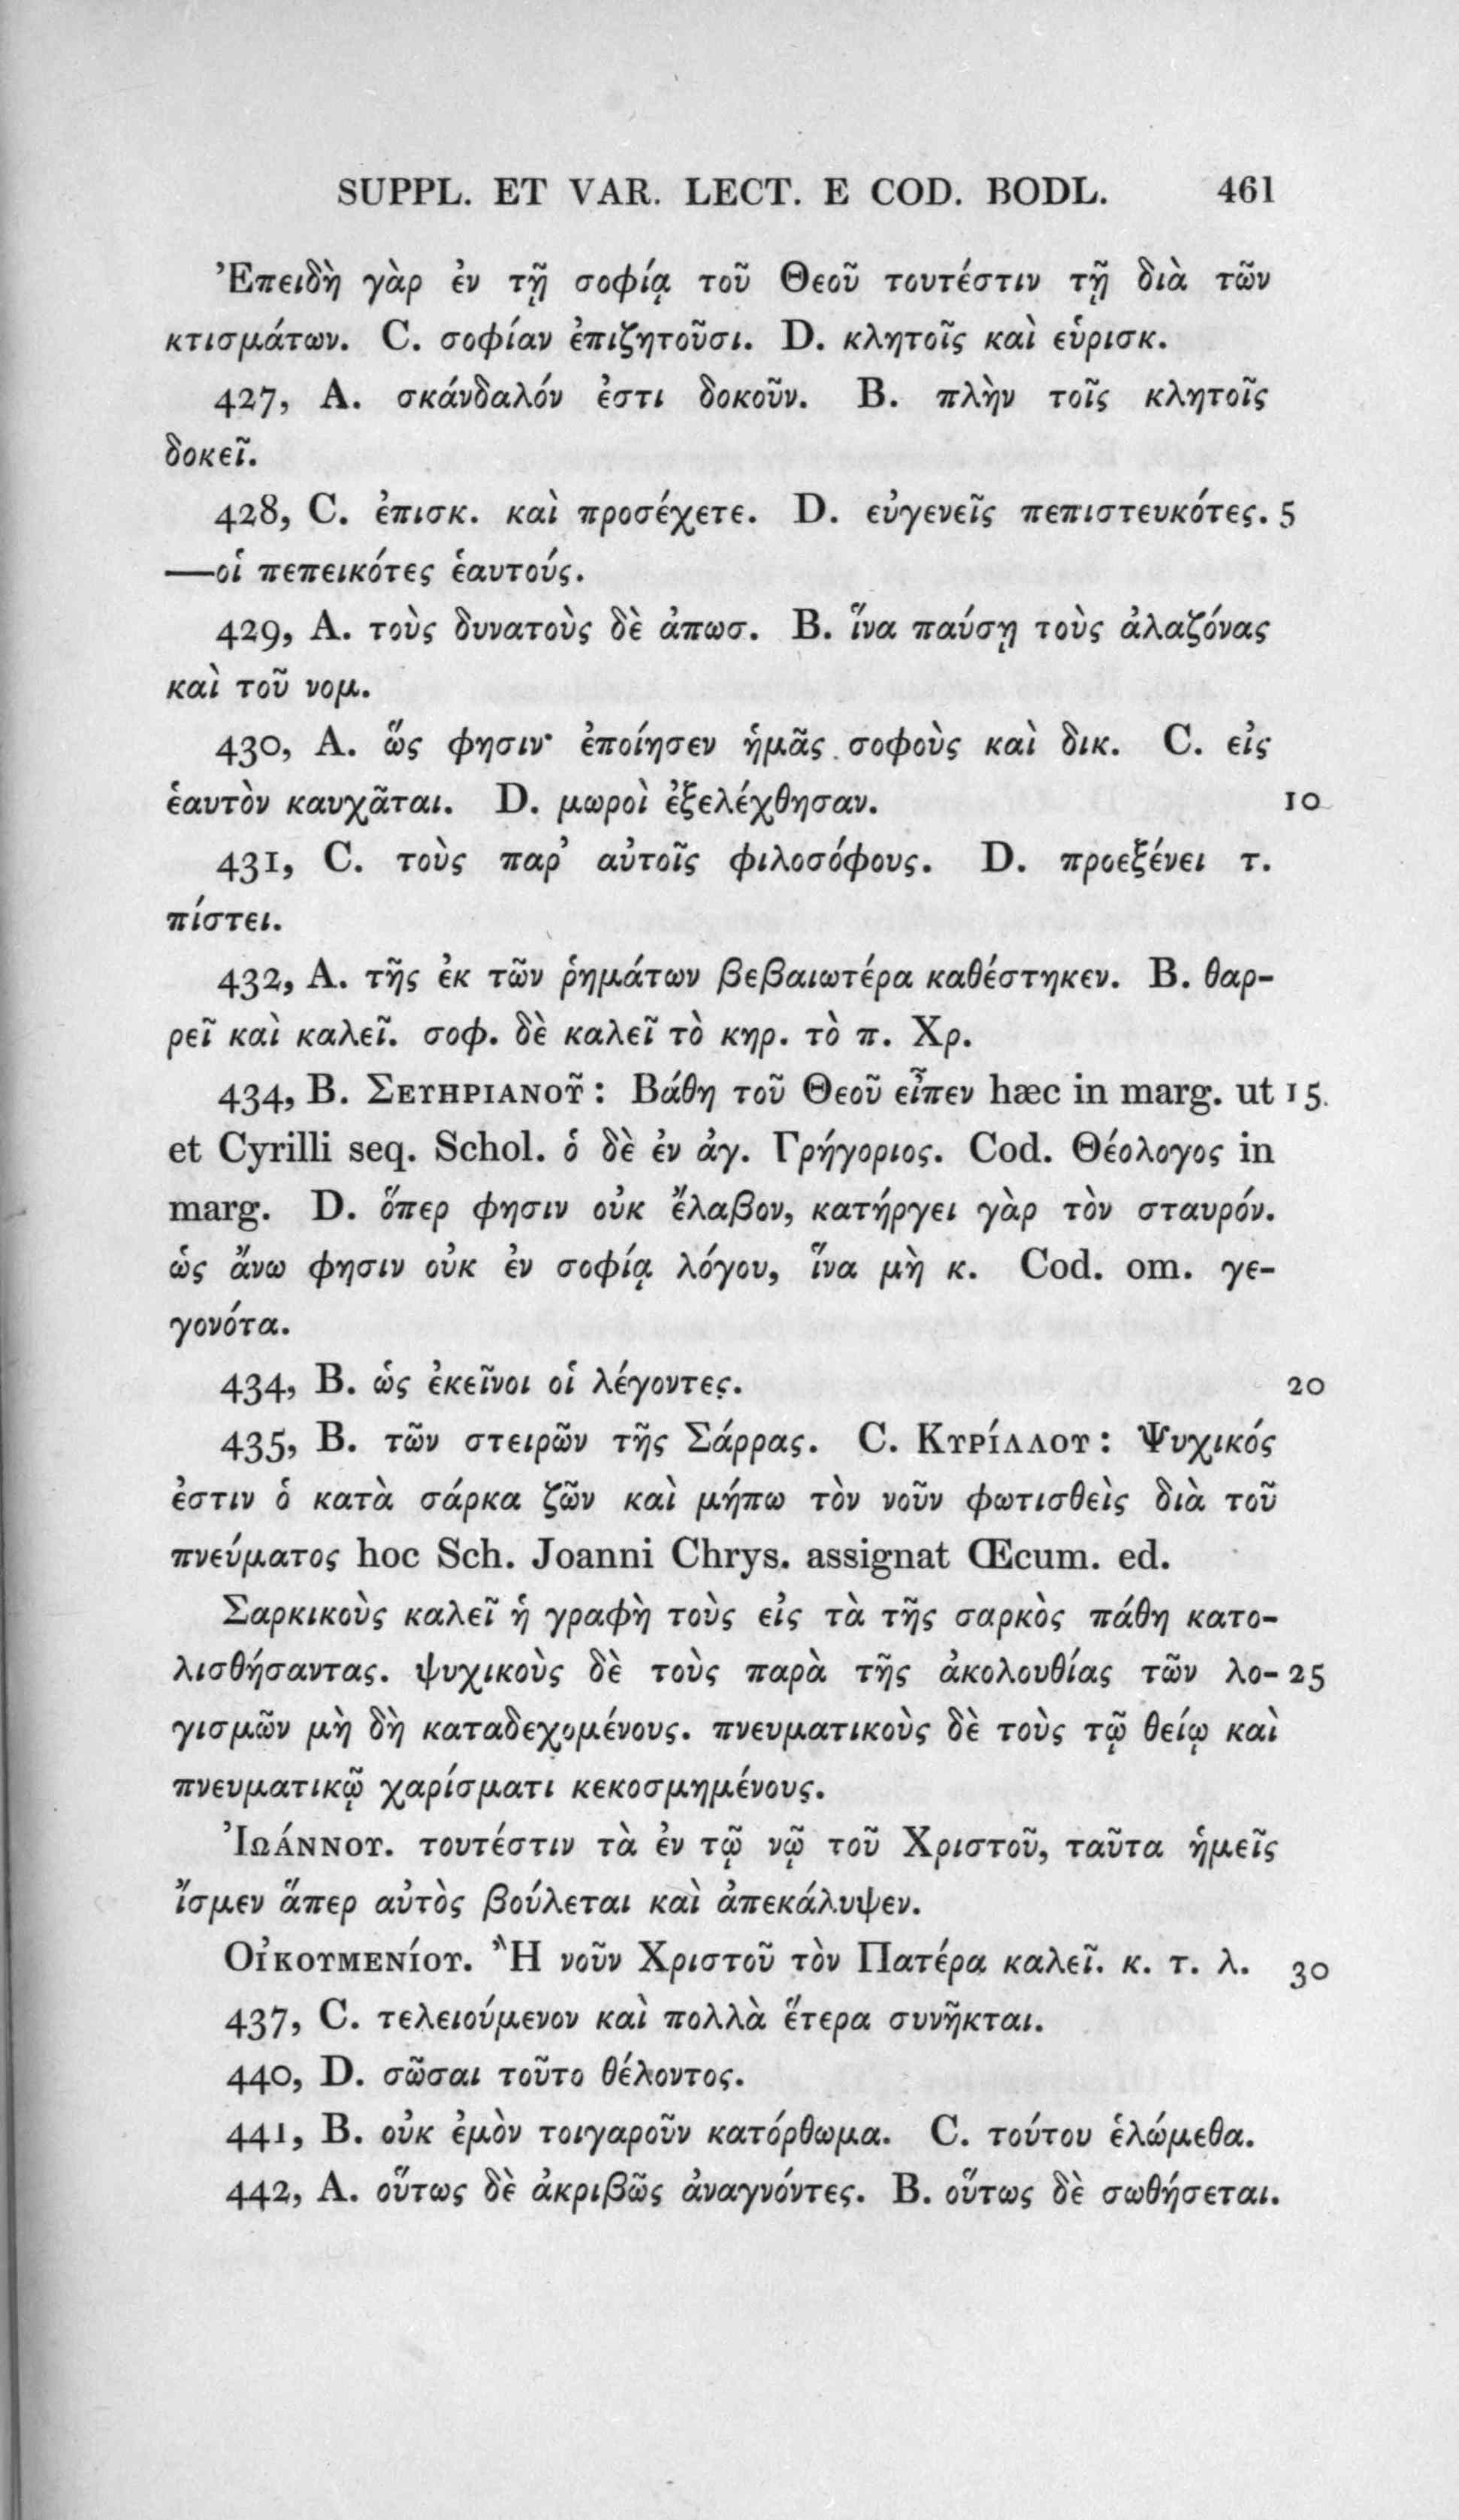 SUPPL. ET VAR. LECT. E COD. BODL. 461
Ἐπειδὴ γὰρ ἐν τῇ σοφίᾳ τοῦ Θεοῦ τουτέστιν τῇ διὰ τῶν
κτισμάτων. C. σοφίαν ἐπιζητοῦσι. D. κλητοῖς καὶ εὑρισκ.
427, A. σκάνδαλόν ἐστι δοκοῦν. B. πλὴν τοῖς κλητοῖς
δοκεῖ.
428, C. ἐπισκ. καὶ προσέχετε. D. εὐγενεῖς πεπιστευκότες. 5
—οἱ πεπεικότες ἑαυτούς.
429, A. τοὺς δυνατοὺς δὲ ἀπωσ. B. ἵνα παύσῃ τοὺς ἀλαζόνας
καὶ τοῦ νομ.
430, A. ὥς φησιν· ἐποίησεν ἡμᾶς σοφοὺς καὶ δικ. C. εἰς
ἑαυτὸν καυχᾶται. D. μωροὶ ἐξελέχθησαν. 10
431, C. τοὺς παρ’ αὐτοῖς φιλοσόφους. D. προεξένει τ.
πίστει.
432, A. τῆς ἐκ τῶν ῥημάτων βεβαιωτέρα καθέστηκεν. B. θαρ-
ρεῖ καὶ καλεῖ. σοφ. δὲ καλεῖ τὸ κηρ. τὸ π. Χρ.
434, B. ΣΕΥΗΡΙΑΝΟῦ: Βάθη τοῦ Θεοῦ εἶπεν hæc in marg. ut 15
et Cyrilli seq. Schol. ὁ δὲ ἐν ἁγ. Γρήγοριος. Cod. Θέολογος in
marg. D. ὅπερ φησιν οὐκ ἔλαβον, κατήργει γὰρ τὸν σταυρόν.
ὡς ἄνω φησιν οὐκ ἐν σοφίᾳ λόγου, ἵνα μὴ κ. Cod. om. γε-
γονότα.
434, B. ὡς ἐκεῖνοι οἱ λέγοντες. 20
435, B. τῶν στειρῶν τῆς Σάρρας. C. ΚΥΡίΛΛΟΥ: Ψυχικός
ἐστιν ὁ κατὰ σάρκα ζῶν καὶ μήπω τὸν νοῦν φωτισθεὶς διὰ τοῦ
πνεύματος hoc Sch. Joanni Chrys. assignat Œcum. ed.
Σαρκικοὺς καλεῖ ἡ γραφὴ τοὺς εἰς τὰ τῆς σαρκὸς πάθη κατο-
λισθήσαντας. ψυχικοὺς δὲ τοὺς παρὰ τῆς ἀκολουθίας τῶν λο- 25
γισμῶν μὴ δὴ καταδεχομένους. πνευματικοὺς δὲ τοὺς τῷ θείῳ καὶ
πνευματικῷ χαρίσματι κεκοσμημένους.
ἸΩΆΝΝΟΥ. τουτέστιν τὰ ἐν τῷ νῷ τοῦ Χριστοῦ, ταῦτα ἡμεῖς
ἴσμεν ἅπερ αὐτὸς βούλεται καὶ ἀπεκάλυψεν.
ΟἸΚΟΥΜΕΝΊΟΥ. Ἢ νοῦν Χριστοῦ τὸν Πατέρα καλεῖ. κ. τ. λ. 30
437, C. τελειούμενον καὶ πολλὰ ἕτερα συνῆκται.
440, D. σῶσαι τοῦτο θέλοντος.
441, B. οὐκ ἐμὸν τοιγαροῦν κατόρθωμα. C. τούτου ἑλώμεθα.
442, A. οὕτως δὲ ἀκριβῶς ἀναγνόντες. B. οὕτως δὲ σωθήσεται.